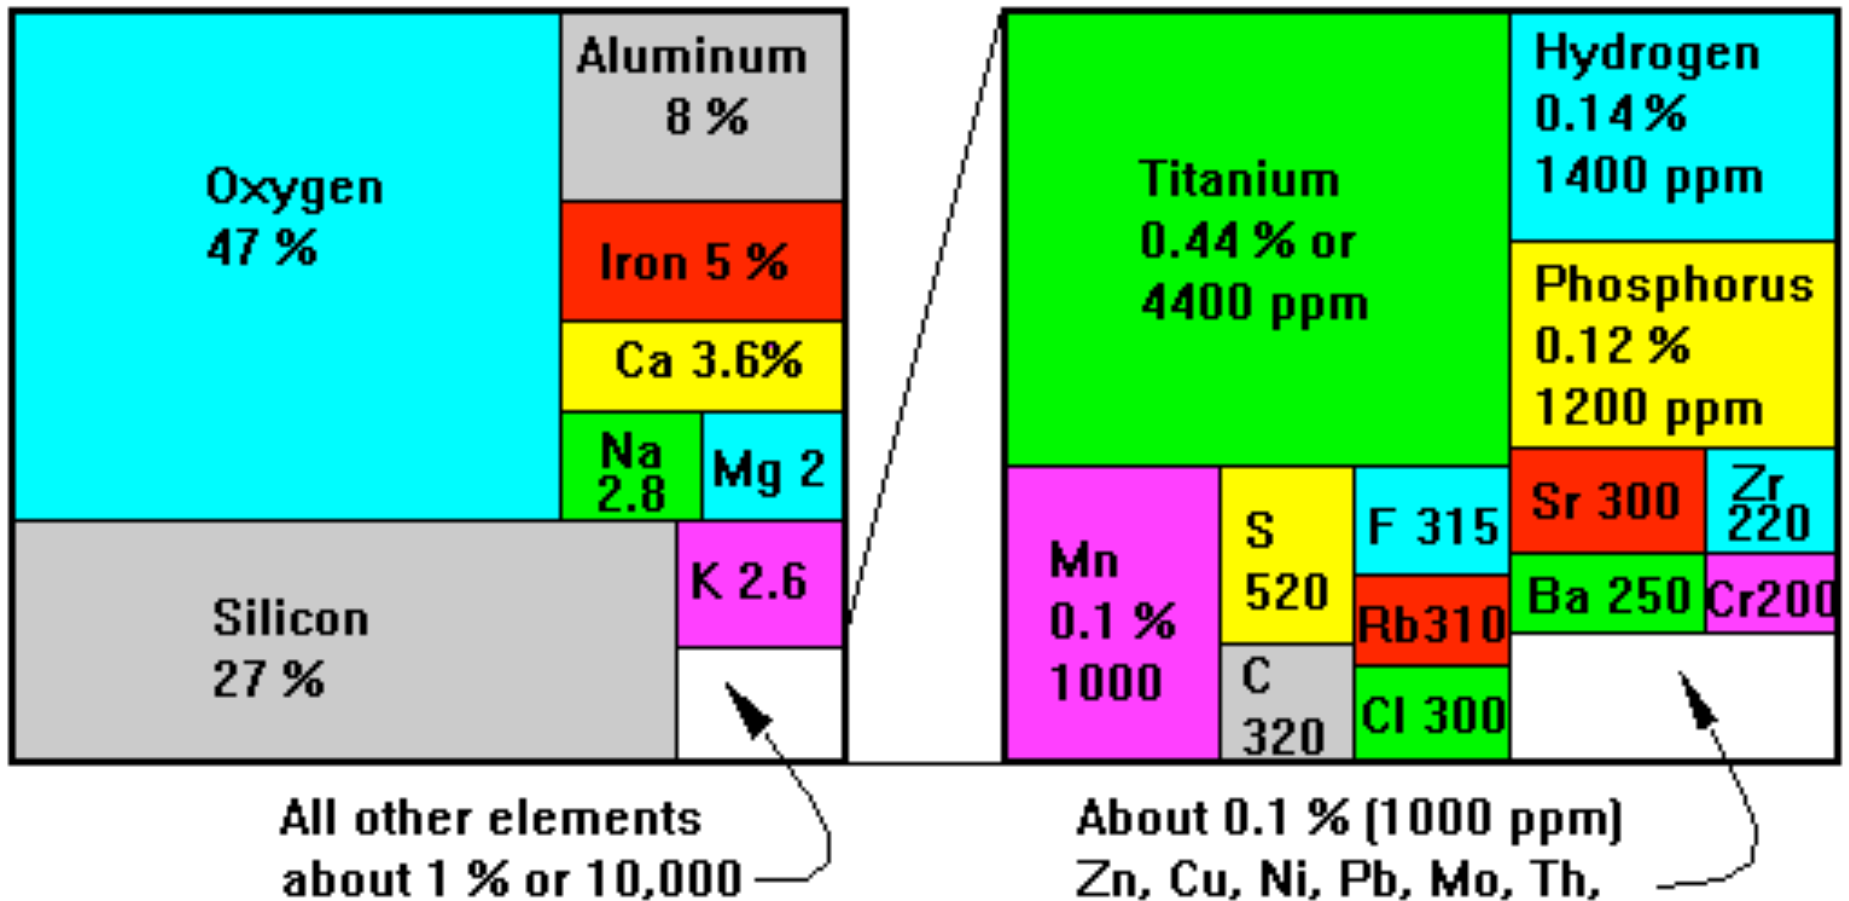 Oxygen
47 %
Aluminum
8 %
Iron 5 %
Ca 3.6%
Na
2.8
Mg 2
Silicon
27 %
K 2.6
All other elements
about 1 % or 10,000
Titanium
0.44 % or
4400 ppm
Hydrogen
0.14 %
1400 ppm
Phosphorus
0.12 %
1200 ppm
Mn
0.1 %
1000
S
520
C
320
F 315
Rb310
Cl 300
Sr 300
Zr
220
Ba 250
Cr200
About 0.1 % (1000 ppm)
Zn, Cu, Ni, Pb, Mo, Th,